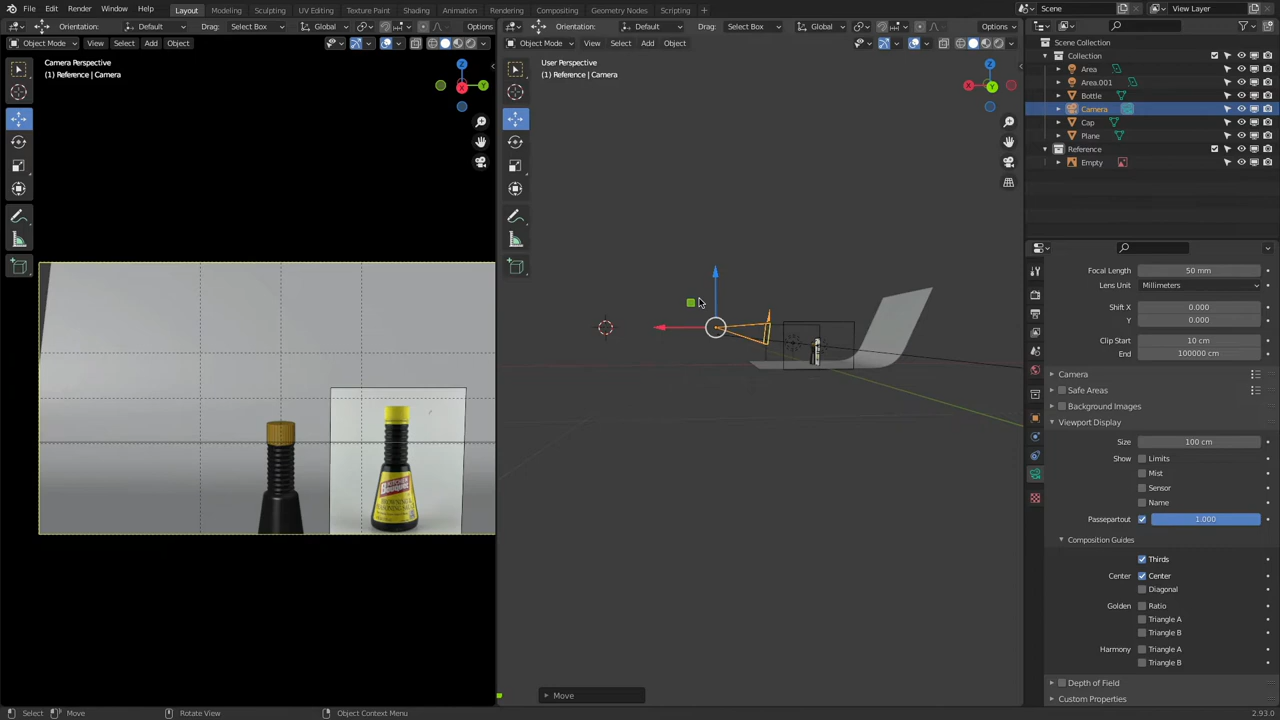 File Edit Render Window Help Layout Modeling Sculpting UV Editing Texture Paint Shading Animation Rendering Compositing Geometry Nodes Scripting + Scene View Layer
Orientation: Default Drag: Select Box Global Options
Orientation: Default Drag: Select Box Global Options
Object Mode View Select Add Object
Object Mode View Select Add Object
Camera Perspective
(1) Reference | Camera
User Perspective
(1) Reference | Camera
Z
Y
X
Z
X
Y
KITCHEN
Bouquet
BROWNING &
SEASONING SAUCE
Move
Scene Collection
Collection
Area
Area.001
Bottle
Camera
Cap
Plane
Reference
Empty
Focal Length 50 mm
Lens Unit Millimeters
Shift X 0.000
Y 0.000
Clip Start 10 cm
End 100000 cm
Camera
Safe Areas
Background Images
Viewport Display
Size 100 cm
Show Limits
Mist
Sensor
Name
Passepartout 1.000
Composition Guides
Thirds
Center Center
Diagonal
Golden Ratio
Triangle A
Triangle B
Harmony Triangle A
Triangle B
Depth of Field
Custom Properties
Select Move Rotate View Object Context Menu 2.93.0